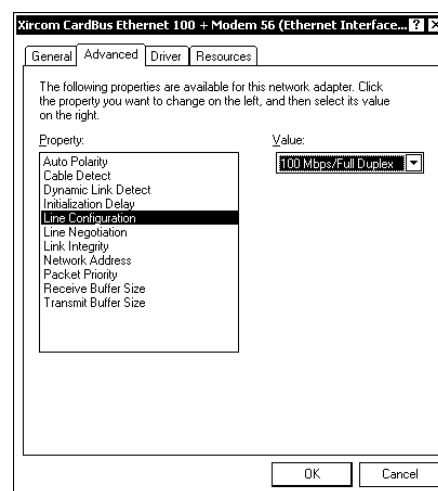 Xircom CardBus Ethernet 100 + Modem 56 (Ethernet Interface...
General Advanced Driver Resources
The following properties are available for this network adapter. Click
the property you want to change on the left, and then select its value
on the right.
Property:
Value:
Auto Polarity
Cable Detect
Dynamic Link Detect
Initialization Delay
Line Configuration
Line Negotiation
Link Integrity
Network Address
Packet Priority
Receive Buffer Size
Transmit Buffer Size
100 Mbps/Full Duplex
OK Cancel